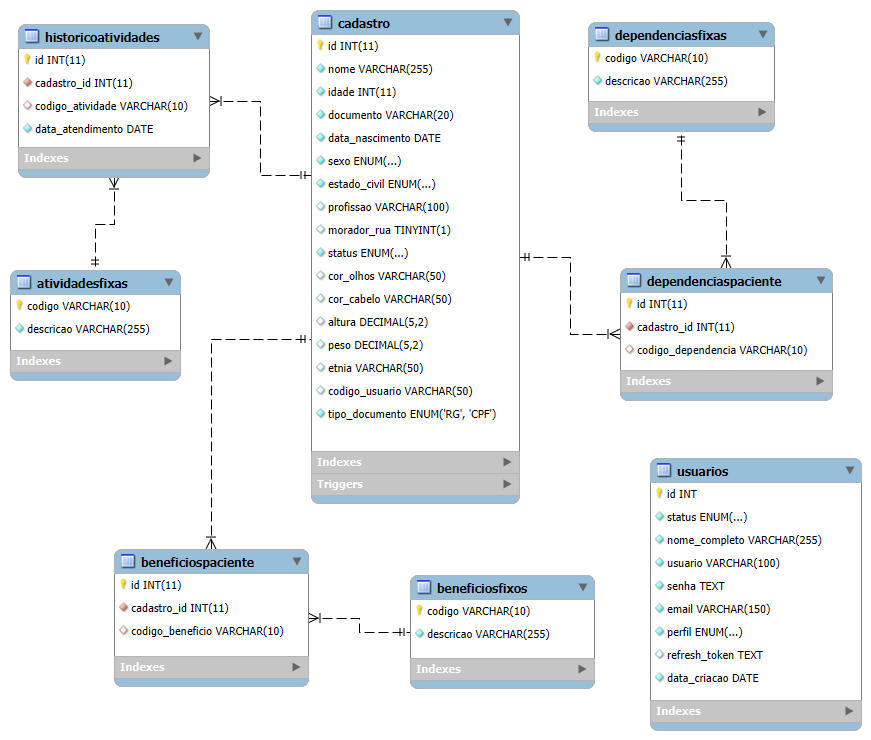 historicoatividades
id INT(11)
cadastro_id INT(11)
codigo_atividade VARCHAR(10)
data_atendimento DATE
Indexes
cadastro
id INT(11)
nome VARCHAR(255)
idade INT(11)
documento VARCHAR(20)
data_nascimento DATE
sexo ENUM(...)
estado_civil ENUM(...)
profissao VARCHAR(100)
morador_rua TINYINT(1)
status ENUM(...)
cor_olhos VARCHAR(50)
cor_cabelo VARCHAR(50)
altura DECIMAL(5,2)
peso DECIMAL(5,2)
etnia VARCHAR(50)
codigo_usuario VARCHAR(50)
tipo_documento ENUM('RG', 'CPF')
Indexes
Triggers
dependenciasfixas
codigo VARCHAR(10)
descricao VARCHAR(255)
Indexes
atividadesfixas
codigo VARCHAR(10)
descricao VARCHAR(255)
Indexes
dependenciaspaciente
id INT(11)
cadastro_id INT(11)
codigo_dependencia VARCHAR(10)
Indexes
usuarios
id INT
status ENUM(...)
nome_completo VARCHAR(255)
usuario VARCHAR(100)
senha TEXT
email VARCHAR(150)
perfil ENUM(...)
refresh_token TEXT
data_criacao DATE
Indexes
beneficiospaciente
id INT(11)
cadastro_id INT(11)
codigo_beneficio VARCHAR(10)
Indexes
beneficiosfixos
codigo VARCHAR(10)
descricao VARCHAR(255)
Indexes